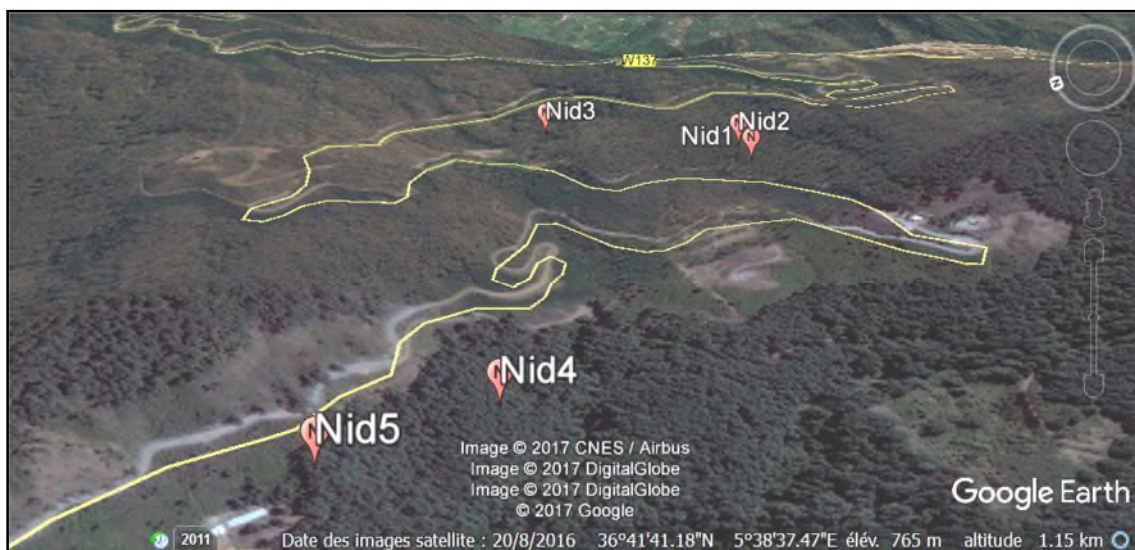 W137
Nid3
Nid2
Nid1
N
Nid4
Nid5
Image © 2017 CNES / Airbus
Image © 2017 DigitalGlobe
Image © 2017 DigitalGlobe
© 2017 Google
Google Earth
2011
Date des images satellite : 20/8/2016 36°41'41.18"N 5°38'37.47"E élév. 765 m altitude 1.15 km